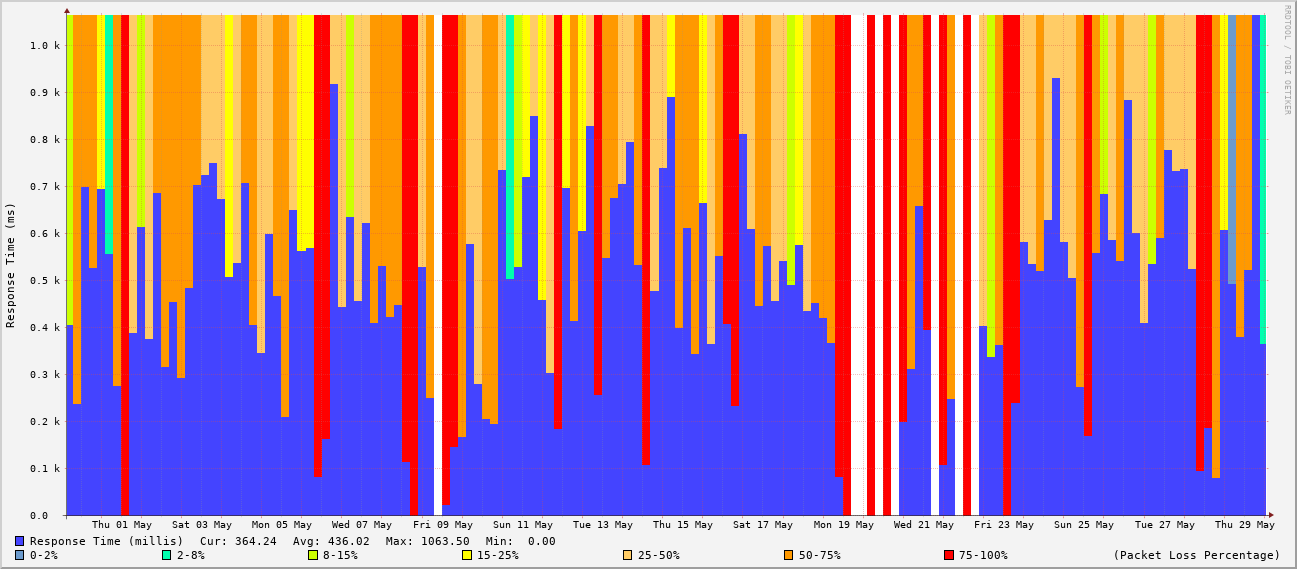 RRDTOOL / TOBI OETIKER
Response Time (ms)
1.0 k
0.9 k
0.8 k
0.7 k
0.6 k
0.5 k
0.4 k
0.3 k
0.2 k
0.1 k
0.0
Thu 01 May Sat 03 May Mon 05 May Wed 07 May Fri 09 May Sun 11 May Tue 13 May Thu 15 May Sat 17 May Mon 19 May Wed 21 May Fri 23 May Sun 25 May Tue 27 May Thu 29 May
Response Time (millis) Cur: 364.24 Avg: 436.02 Max: 1063.50 Min: 0.00
0-2% 2-8% 8-15% 15-25% 25-50% 50-75% 75-100% (Packet Loss Percentage)